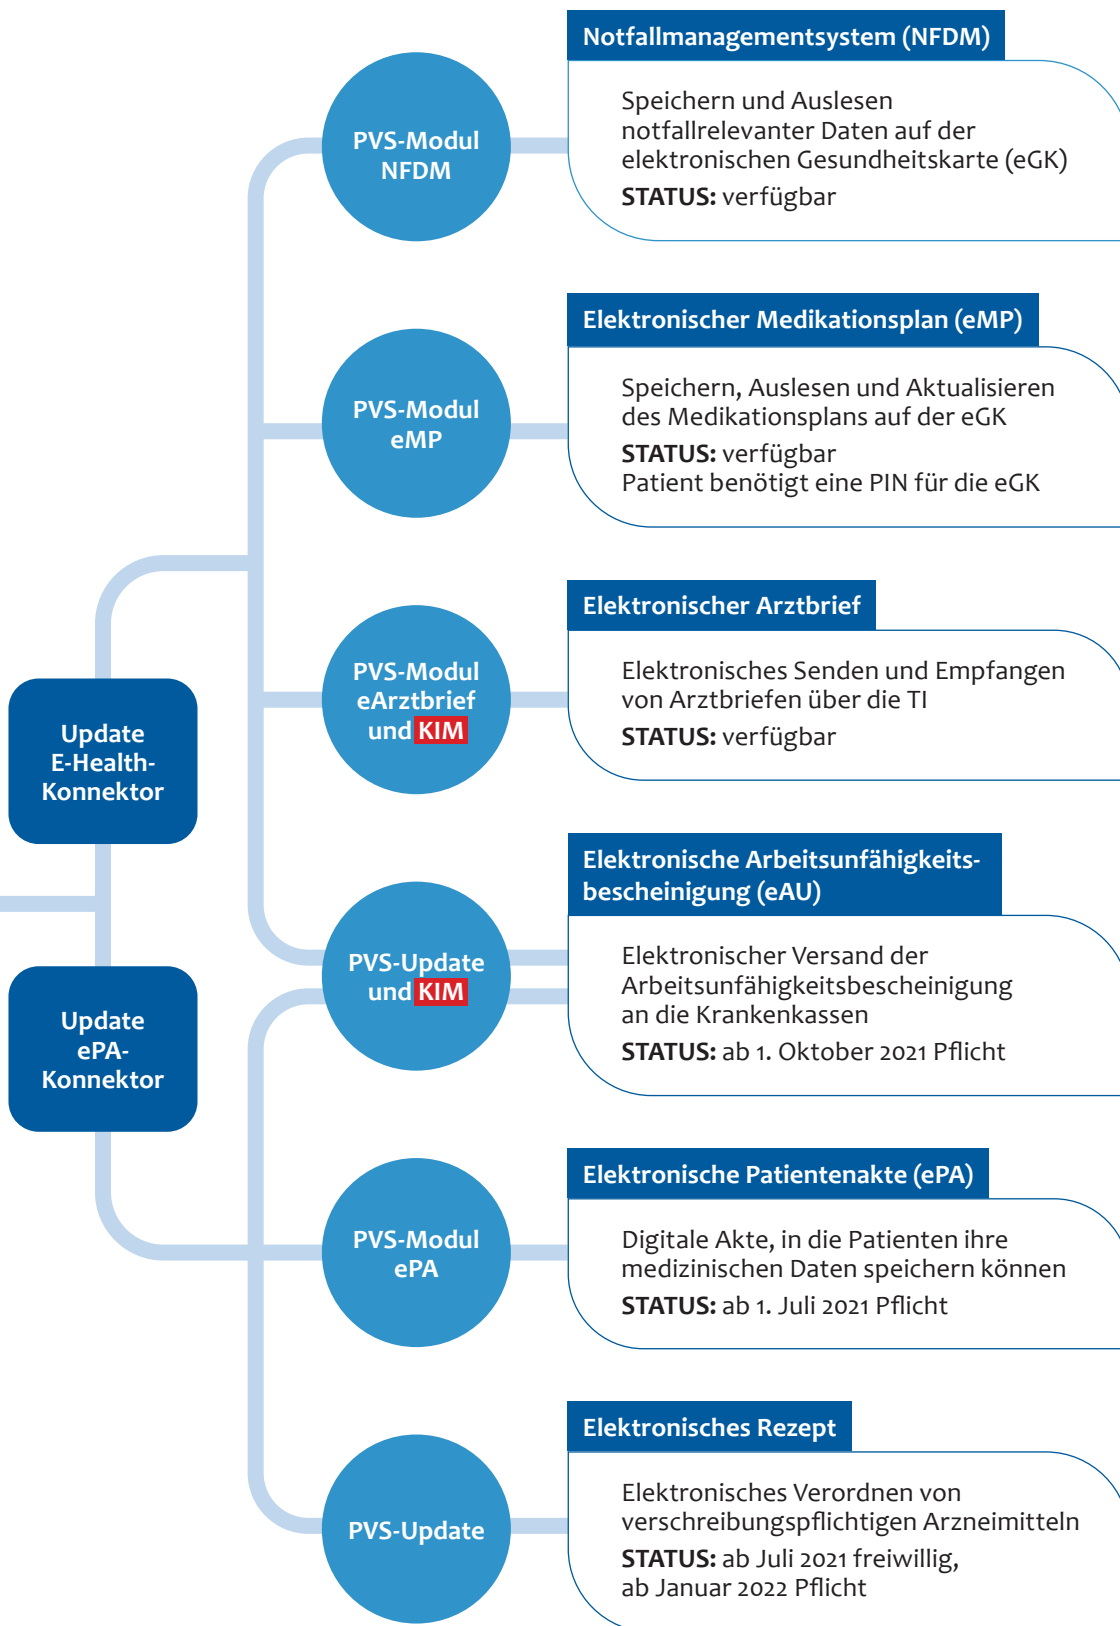 Notfallmanagementsystem (NFDM)
PVS-Modul
NFDM
Speichern und Auslesen
notfallrelevanter Daten auf der
elektronischen Gesundheitskarte (eGK)
STATUS: verfügbar
Elektronischer Medikationsplan (eMP)
PVS-Modul
eMP
Speichern, Auslesen und Aktualisieren
des Medikationsplans auf der eGK
STATUS: verfügbar
Patient benötigt eine PIN für die eGK
Elektronischer Arztbrief
PVS-Modul
eArztbrief
und KIM
Elektronisches Senden und Empfangen
von Arztbriefen über die TI
STATUS: verfügbar
Update
E-Health-
Konnektor
Elektronische Arbeitsunfähigkeits-
bescheinigung (eAU)
PVS-Update
und KIM
Elektronischer Versand der
Arbeitsunfähigkeitsbescheinigung
an die Krankenkassen
STATUS: ab 1. Oktober 2021 Pflicht
Update
ePA-
Konnektor
Elektronische Patientenakte (ePA)
PVS-Modul
ePA
Digitale Akte, in die Patienten ihre
medizinischen Daten speichern können
STATUS: ab 1. Juli 2021 Pflicht
Elektronisches Rezept
PVS-Update
Elektronisches Verordnen von
verschreibungspflichtigen Arzneimitteln
STATUS: ab Juli 2021 freiwillig,
ab Januar 2022 Pflicht